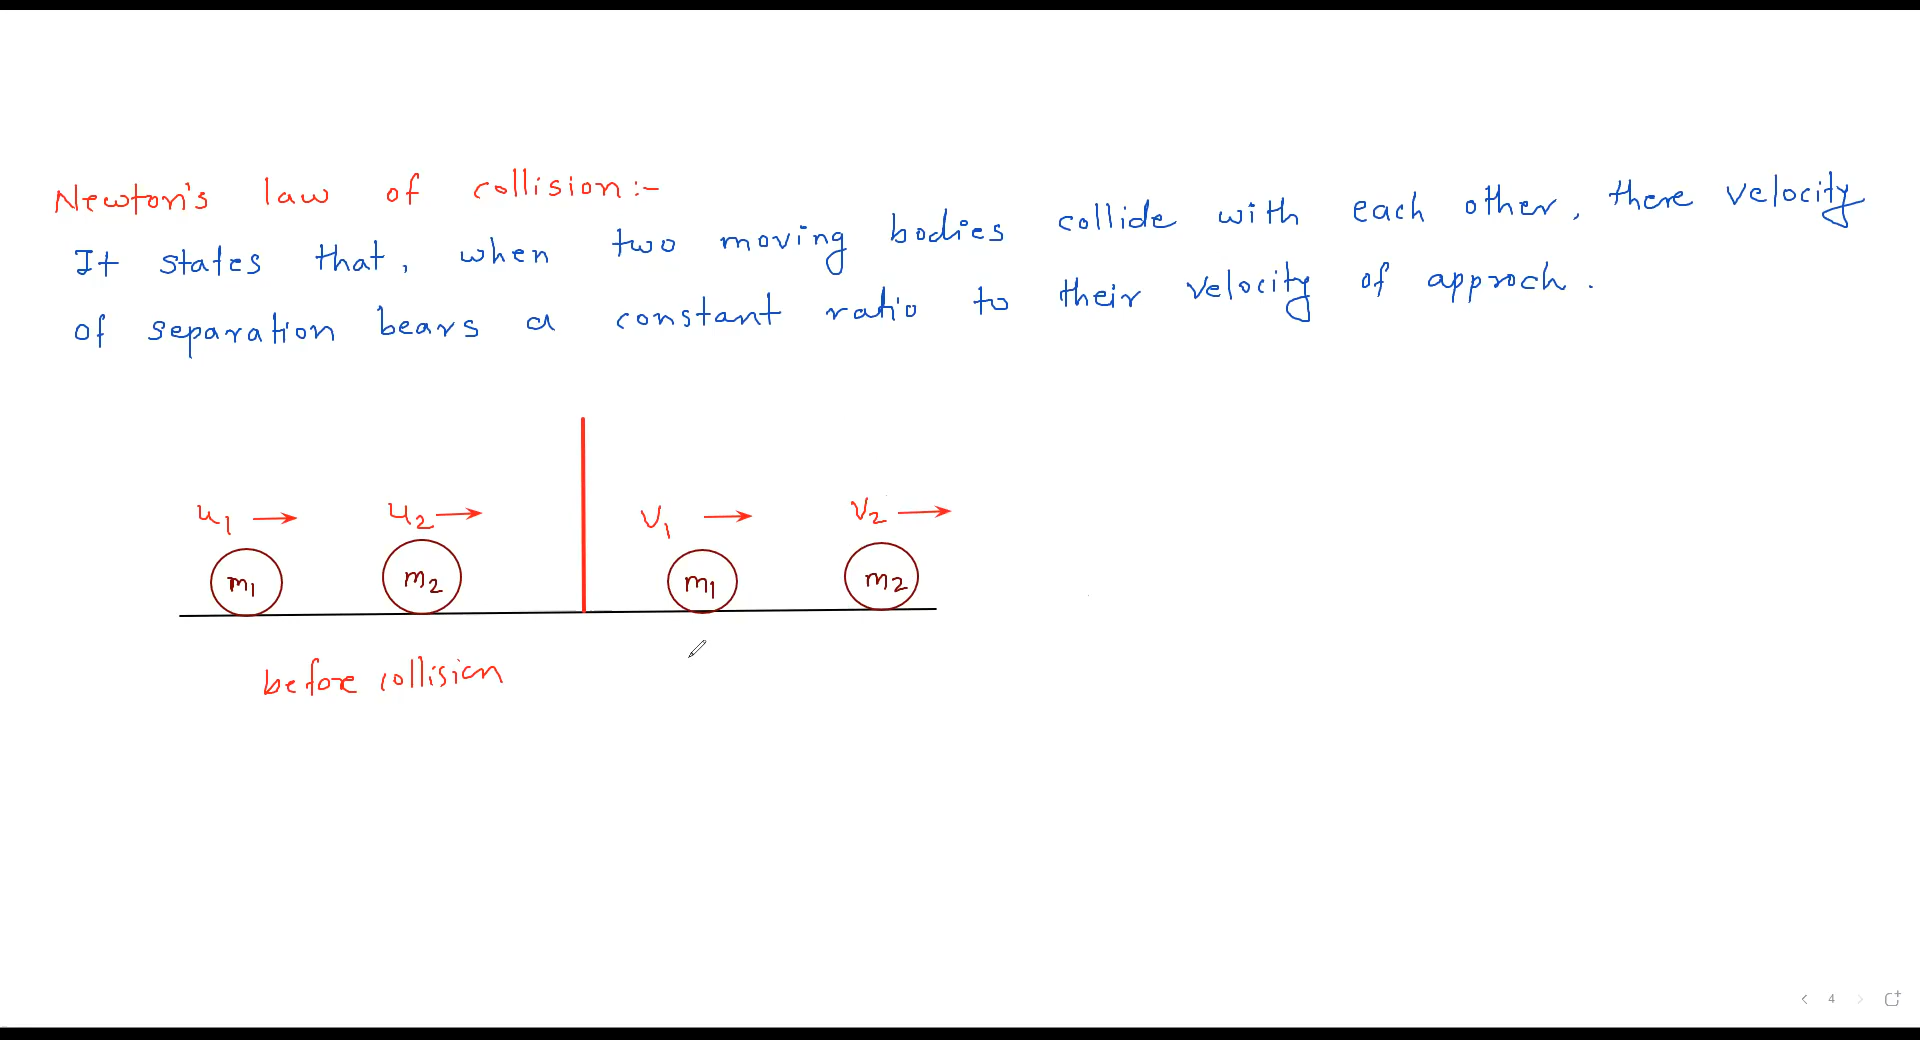 Newton's law of collision :-
It states that, when two moving bodies collide with each other, there velocity
of separation bears a constant ratio to their velocity of approch.
u1 u2 v1 v2
m1 m2 m1 m2
before collision
4